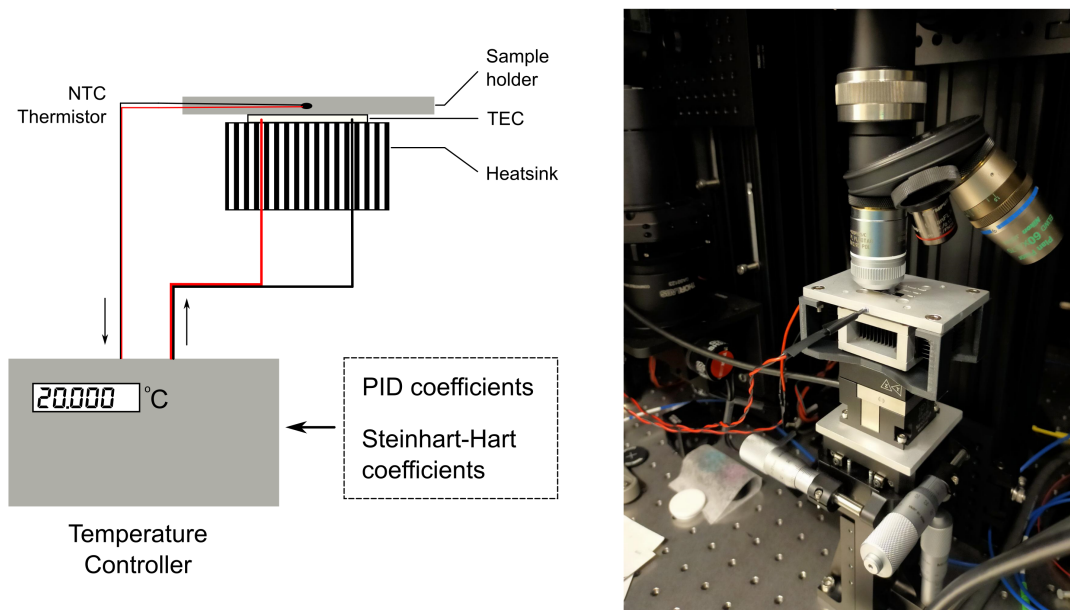 Sample
holder
NTC
Thermistor
TEC
Heatsink
20.000 °C
PID coefficients
Steinhart-Hart
coefficients
Temperature
Controller